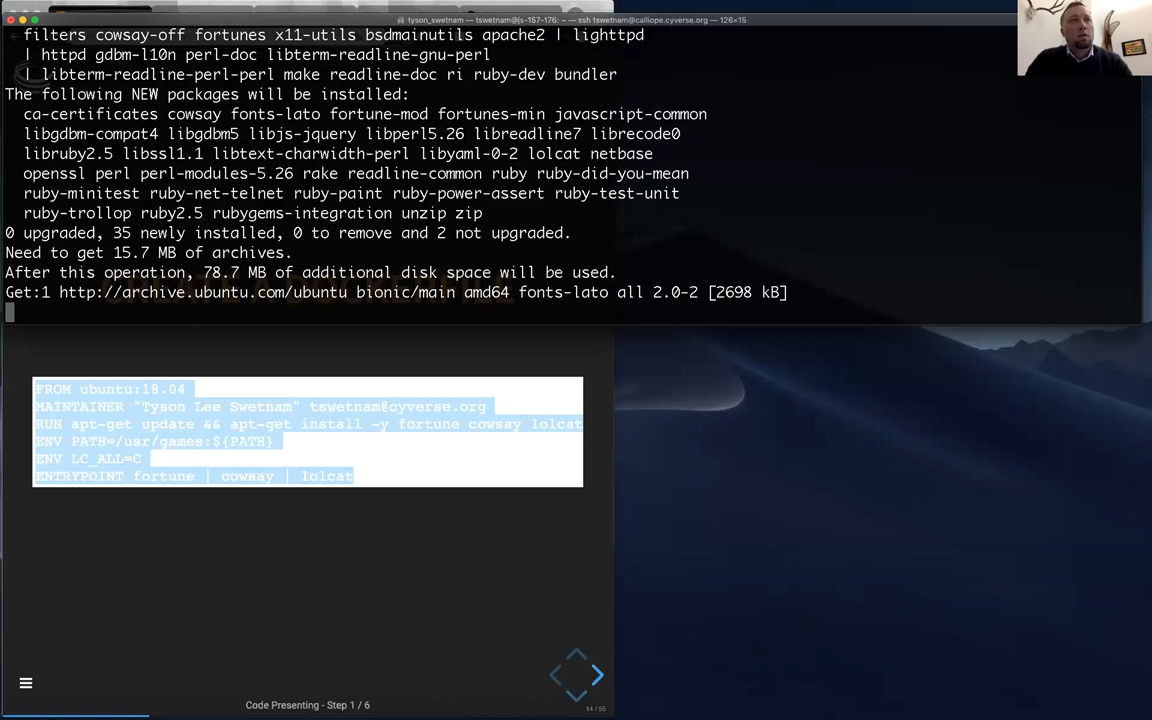 tyson_swetnam — tswetnam@js-157-176: ~ — ssh tswetnam@calliope.cyverse.org — 126×15
filters cowsay-off fortunes x11-utils bsdmainutils apache2 | lighttpd
| httpd gdbm-l10n perl-doc libterm-readline-gnu-perl
| libterm-readline-perl-perl make readline-doc ri ruby-dev bundler
The following NEW packages will be installed:
ca-certificates cowsay fonts-lato fortune-mod fortunes-min javascript-common
libgdbm-compat4 libgdbm5 libjs-jquery libperl5.26 libreadline7 librecode0
libruby2.5 libssl1.1 libtext-charwidth-perl libyaml-0-2 lolcat netbase
openssl perl perl-modules-5.26 rake readline-common ruby ruby-did-you-mean
ruby-minitest ruby-net-telnet ruby-paint ruby-power-assert ruby-test-unit
ruby-trollop ruby2.5 rubygems-integration unzip zip
0 upgraded, 35 newly installed, 0 to remove and 2 not upgraded.
Need to get 15.7 MB of archives.
After this operation, 78.7 MB of additional disk space will be used.
Get:1 http://archive.ubuntu.com/ubuntu bionic/main amd64 fonts-lato all 2.0-2 [2698 kB]
CREATE A DOCKERFILE
FROM ubuntu:18.04
MAINTAINER "Tyson Lee Swetnam" tswetnam@cyverse.org
RUN apt-get update && apt-get install -y fortune cowsay lolcat
ENV PATH=/usr/games:${PATH}
ENV LC_ALL=C
ENTRYPOINT fortune | cowsay | lolcat
Code Presenting - Step 1 / 6
14 / 55